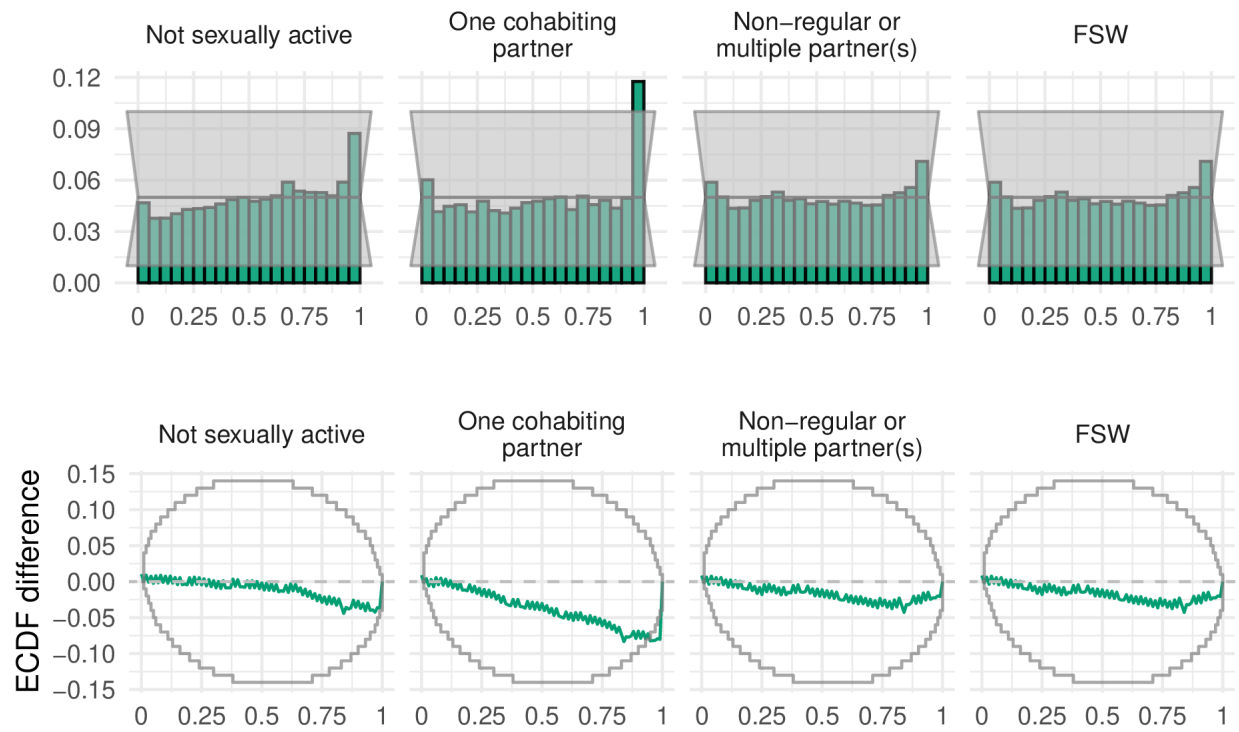 Not sexually active
One cohabiting
partner
Non−regular or
multiple partner(s)
FSW
0.12
0.09
0.06
0.03
0.00
0 0.25 0.5 0.75 1
0 0.25 0.5 0.75 1
0 0.25 0.5 0.75 1
0 0.25 0.5 0.75 1
Not sexually active
One cohabiting
partner
Non−regular or
multiple partner(s)
FSW
ECDF difference
0.15
0.10
0.05
0.00
−0.05
−0.10
−0.15
0 0.25 0.5 0.75 1
0 0.25 0.5 0.75 1
0 0.25 0.5 0.75 1
0 0.25 0.5 0.75 1